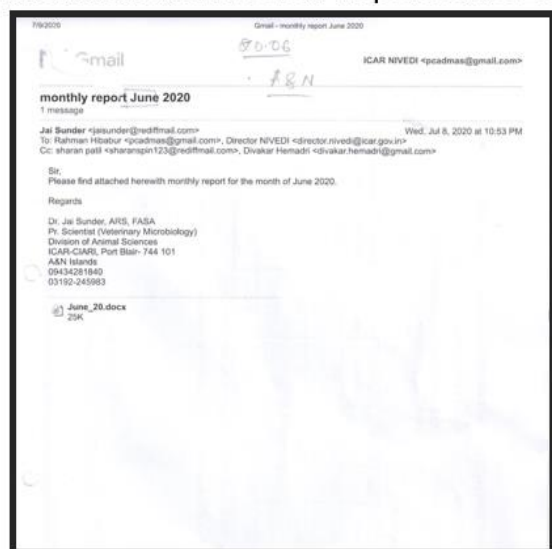 7/9/2020
Gmail - monthly report June 2020
20.06
A&N
Gmail
ICAR NIVEDI <pcadmas@gmail.com>
monthly report June 2020
1 message
Jai Sunder <jaisunder@rediffmail.com>
Wed, Jul 8, 2020 at 10:53 PM
To: Rahman Hibabur <pcadmas@gmail.com>, Director NIVEDI <director.nivedi@icar.gov.in>
Cc: sharan patil <sharanspin123@rediffmail.com>, Divakar Hemadri <divakar.hemadri@gmail.com>
Sir,
Please find attached herewith monthly report for the month of June 2020.
Regards
Dr. Jai Sunder, ARS, FASA
Pr. Scientist (Veterinary Microbiology)
Division of Animal Sciences
ICAR-CIARI, Port Blair- 744 101
A&N Islands
09434281840
03192-245983
June_20.docx
25K